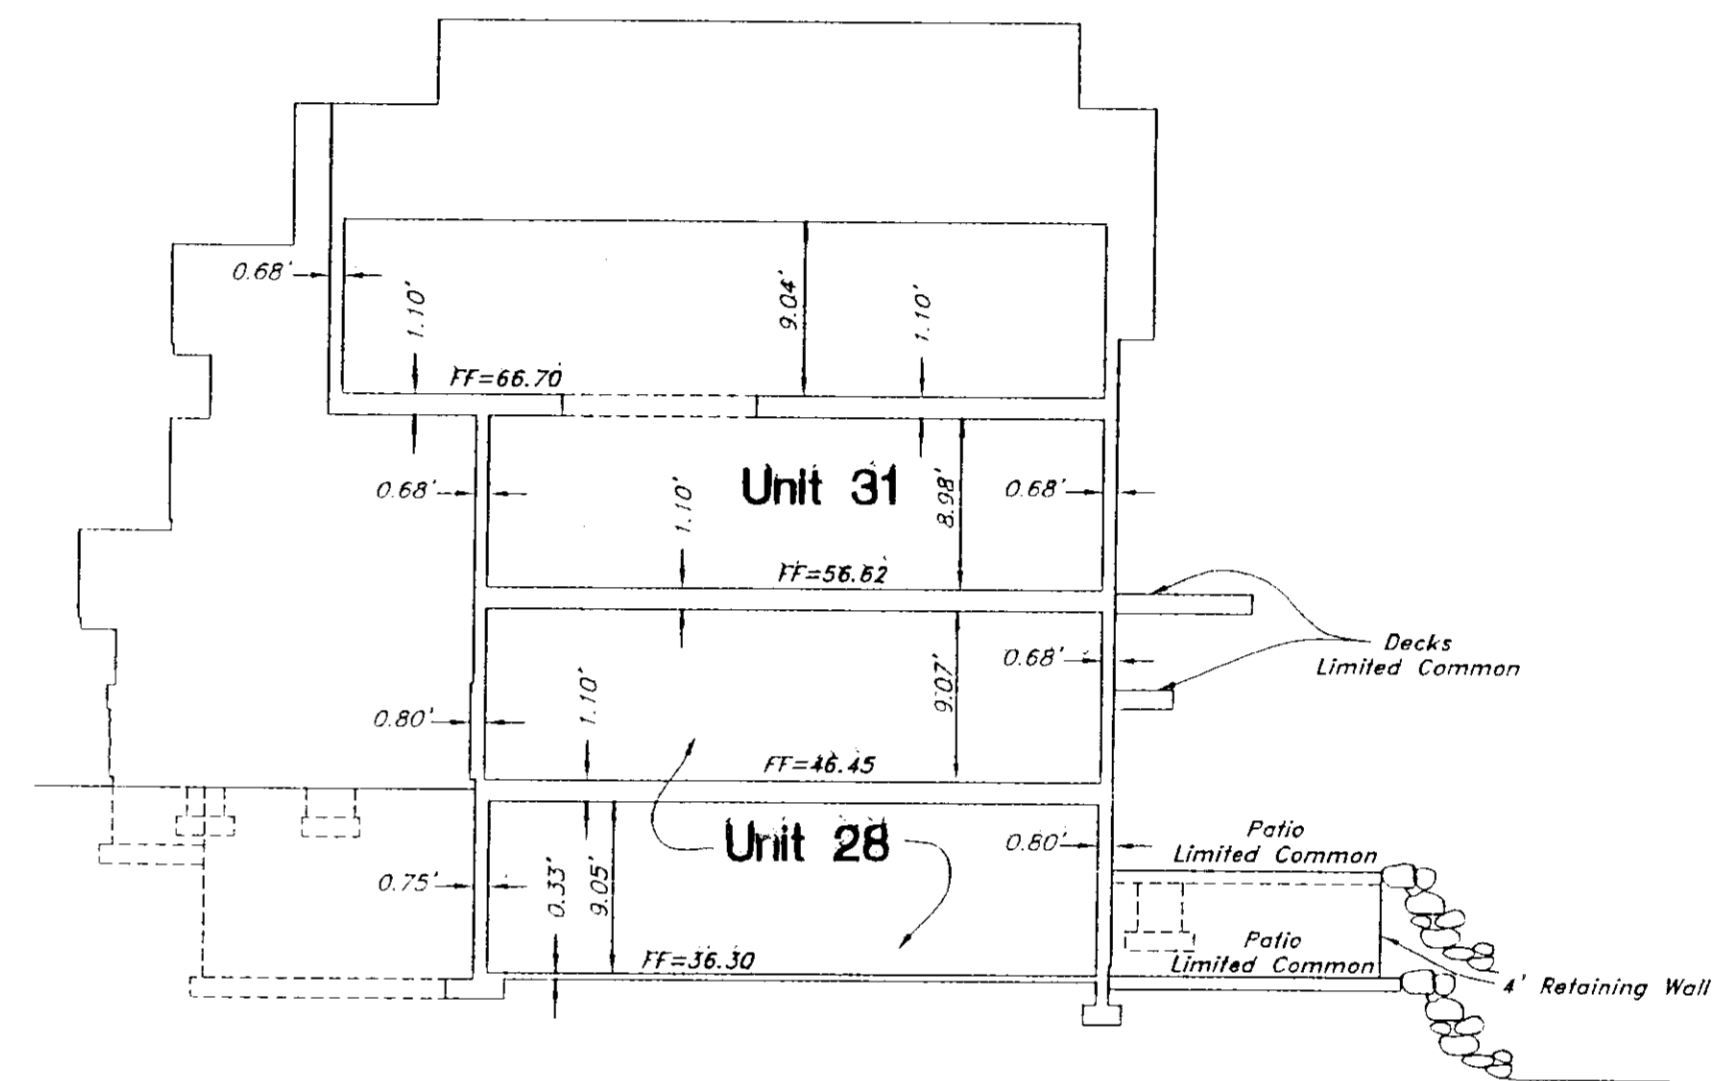 0.68'
1.10'
9.04'
1.10'
FF=66.70
0.68'
1.10'
Unit 31
8.98'
0.68'
FF=56.62
Decks
Limited Common
0.80'
1.10'
9.07'
0.68'
FF=46.45
Unit 28
0.75'
0.33'
9.05'
0.80'
Patio
Limited Common
FF=36.30
Patio
Limited Common
4' Retaining Wall